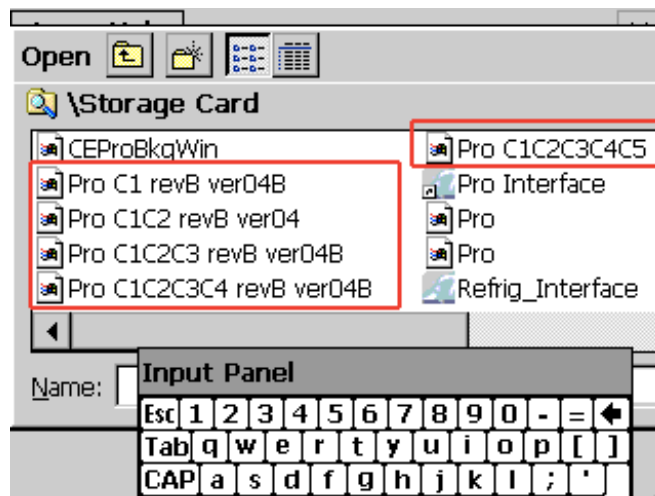 Open
\Storage Card
CEProBkgWin
Pro C1 revB ver04B
Pro C1C2 revB ver04
Pro C1C2C3 revB ver04B
Pro C1C2C3C4 revB ver04B
Pro C1C2C3C4C5
Pro Interface
Pro
Pro
Refrig_Interface
Name:
Input Panel
Esc 1 2 3 4 5 6 7 8 9 0 - =
Tab q w e r t y u i o p [ ]
CAP a s d f g h j k l ; '